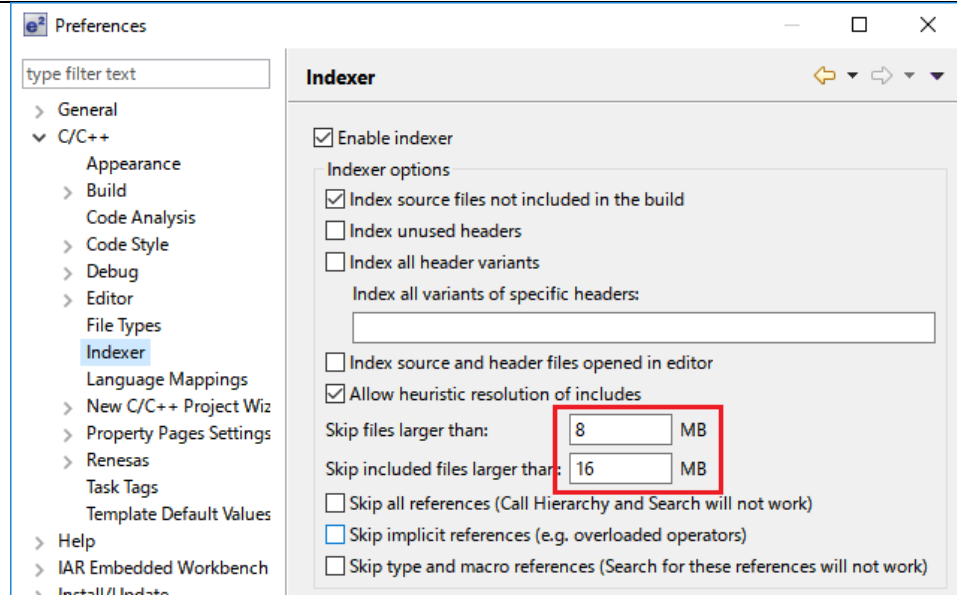 e² Preferences
type filter text
General
C/C++
Appearance
Build
Code Analysis
Code Style
Debug
Editor
File Types
Indexer
Language Mappings
New C/C++ Project Wiz
Property Pages Settings
Renesas
Task Tags
Template Default Values
Help
IAR Embedded Workbench
Install/Update
Indexer
Enable indexer
Indexer options
Index source files not included in the build
Index unused headers
Index all header variants
Index all variants of specific headers:
Index source and header files opened in editor
Allow heuristic resolution of includes
Skip files larger than: 8 MB
Skip included files larger than: 16 MB
Skip all references (Call Hierarchy and Search will not work)
Skip implicit references (e.g. overloaded operators)
Skip type and macro references (Search for these references will not work)